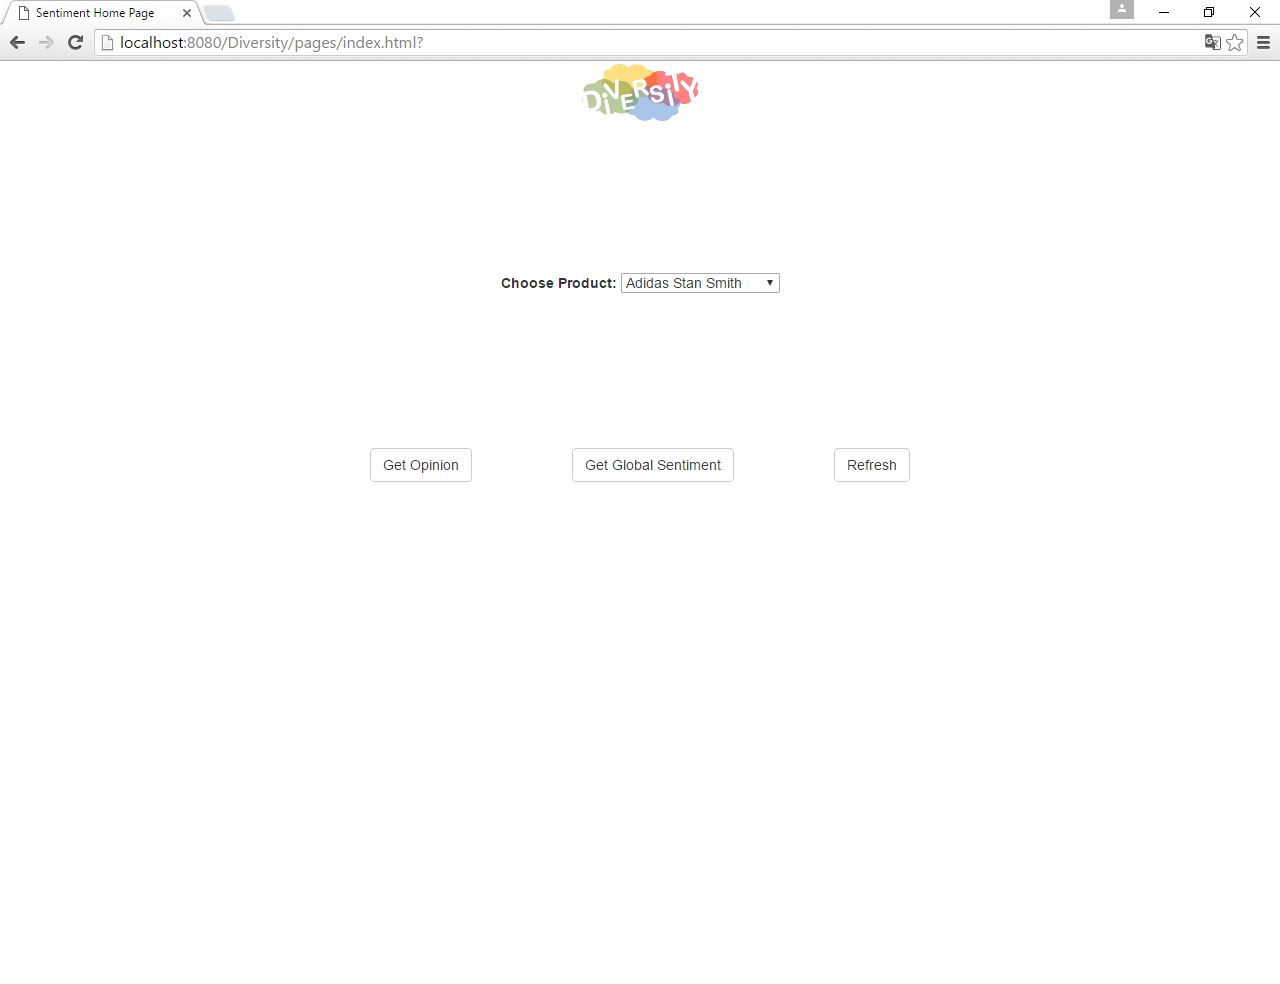 Sentiment Home Page
localhost:8080/Diversity/pages/index.html?
DiVERSiTY
Choose Product: Adidas Stan Smith
Get Opinion Get Global Sentiment Refresh